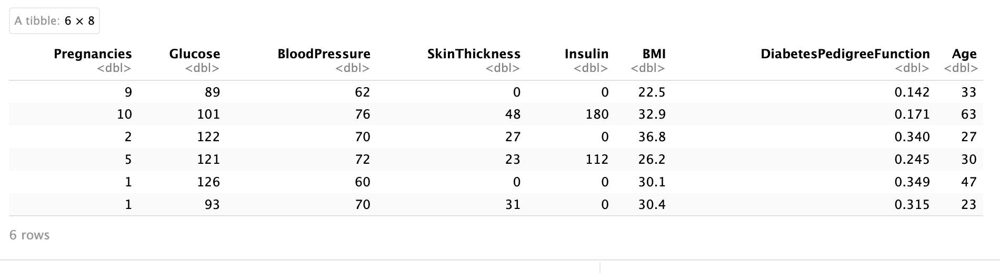 A tibble: 6 × 8
Pregnancies Glucose BloodPressure SkinThickness Insulin BMI DiabetesPedigreeFunction Age
<dbl> <dbl> <dbl> <dbl> <dbl> <dbl> <dbl> <dbl>
9 89 62 0 0 22.5 0.142 33
10 101 76 48 180 32.9 0.171 63
2 122 70 27 0 36.8 0.340 27
5 121 72 23 112 26.2 0.245 30
1 126 60 0 0 30.1 0.349 47
1 93 70 31 0 30.4 0.315 23
6 rows